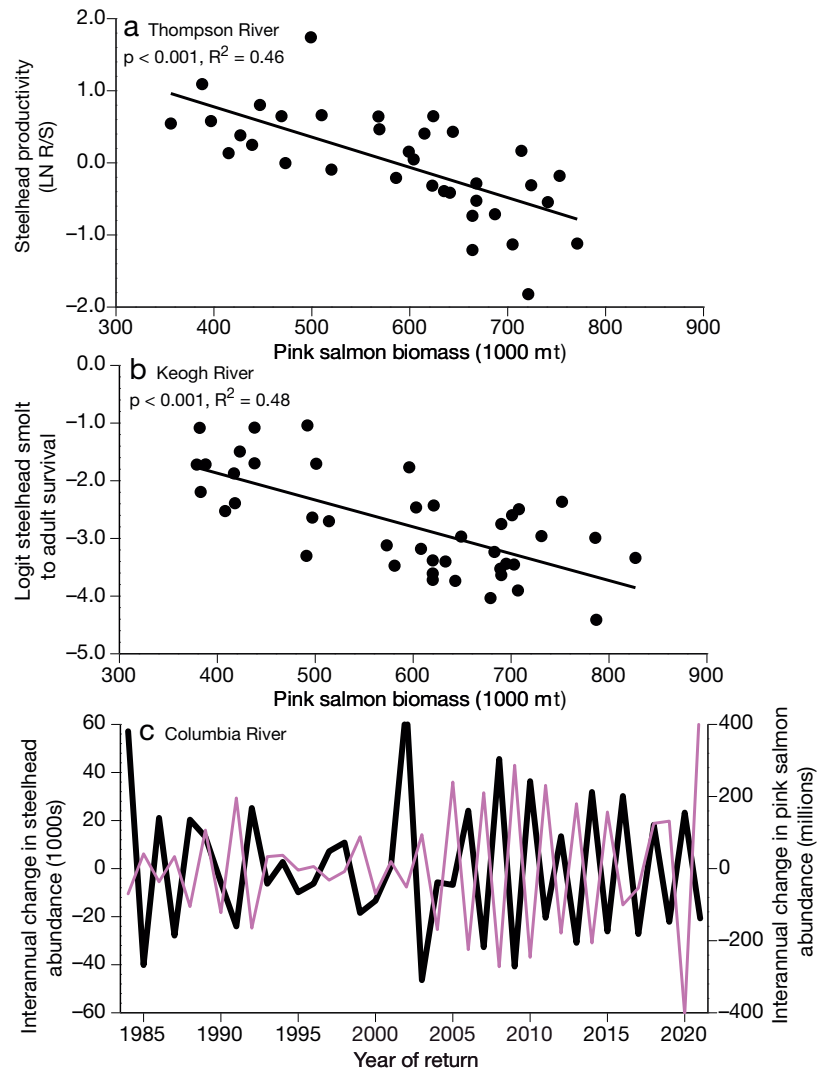 a Thompson River
p < 0.001, R² = 0.46
Steelhead productivity
(LN R/S)
2.0
1.0
0.0
−1.0
−2.0
300 400 500 600 700 800 900
Pink salmon biomass (1000 mt)
b Keogh River
p < 0.001, R² = 0.48
Logit steelhead smolt
to adult survival
0.0
−1.0
−2.0
−3.0
−4.0
−5.0
300 400 500 600 700 800 900
Pink salmon biomass (1000 mt)
c Columbia River
Interannual change in steelhead
abundance (1000s)
60
40
20
0
−20
−40
−60
400
200
0
−200
−400
Interannual change in pink salmon
abundance (millions)
1985 1990 1995 2000 2005 2010 2015 2020
Year of return